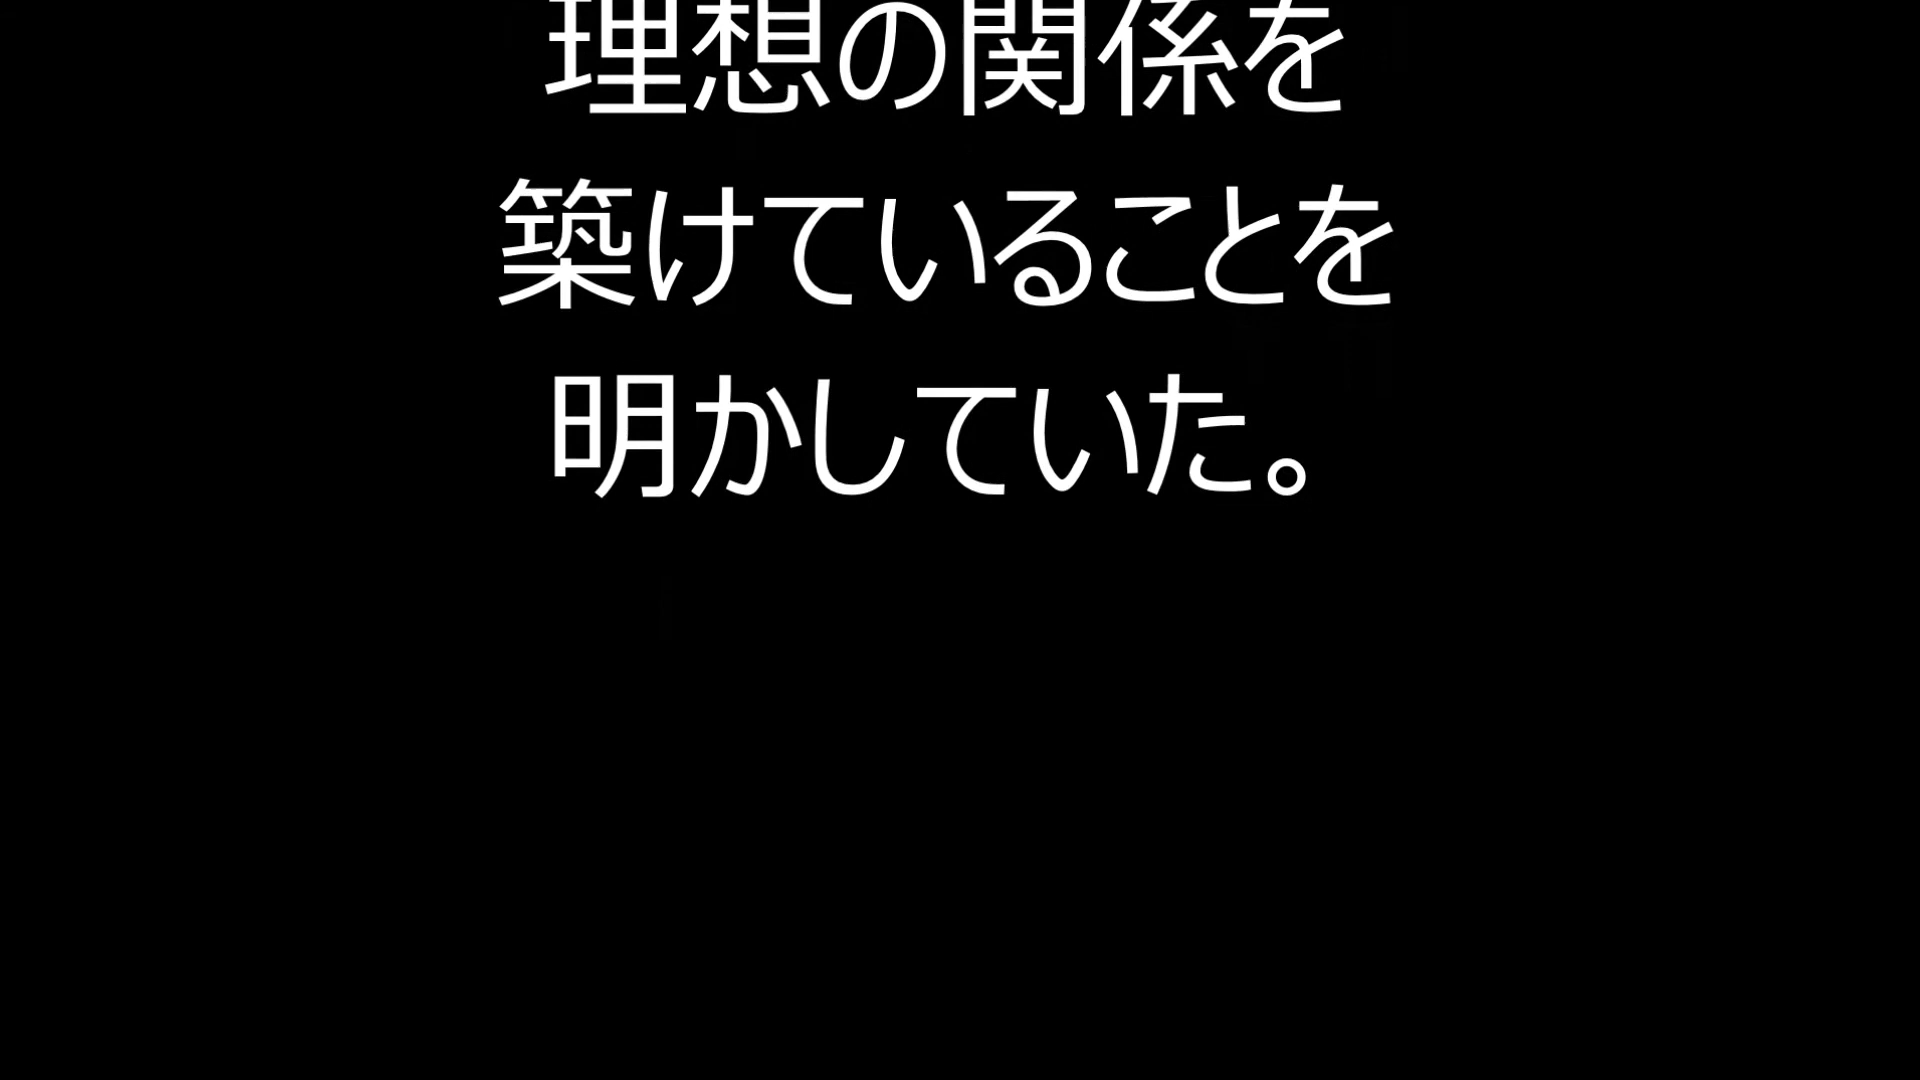 理想の関係を
築けていることを
明かしていた。